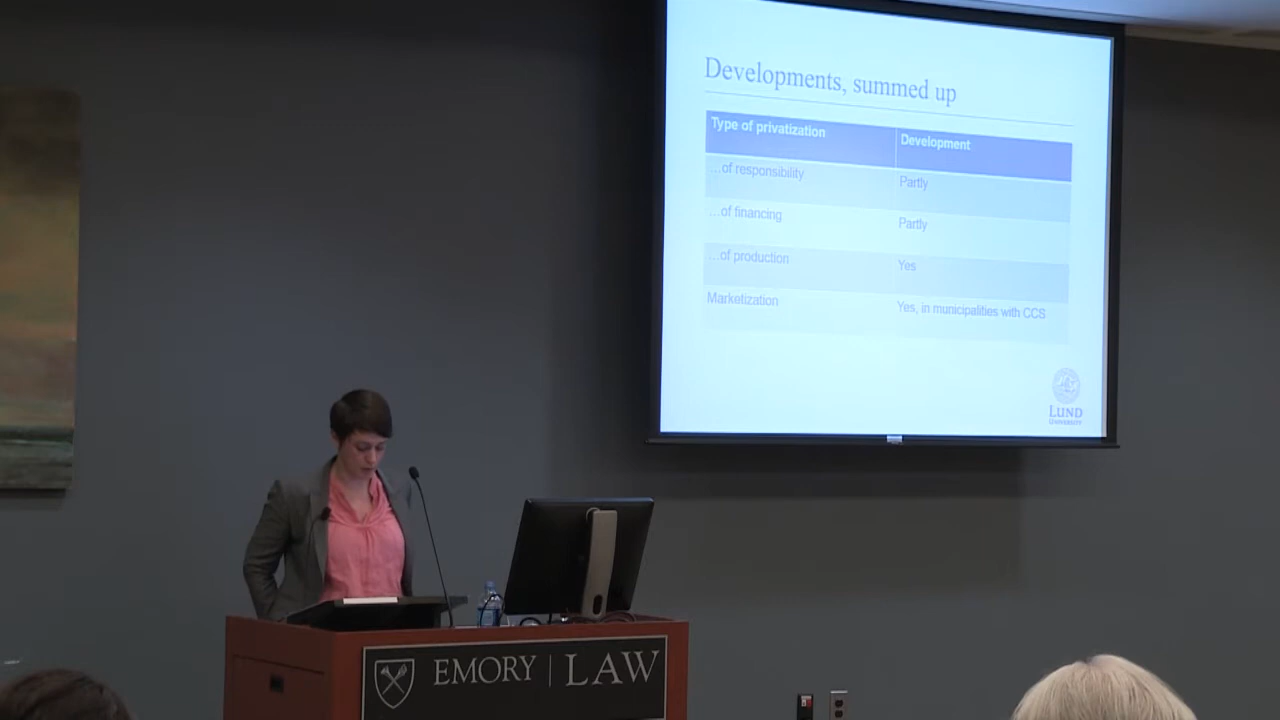 Developments, summed up
Type of privatization
Development
...of responsibility
Partly
...of financing
Partly
...of production
Yes
Marketization
Yes, in municipalities with CCS
LUND
UNIVERSITY
EMORY | LAW